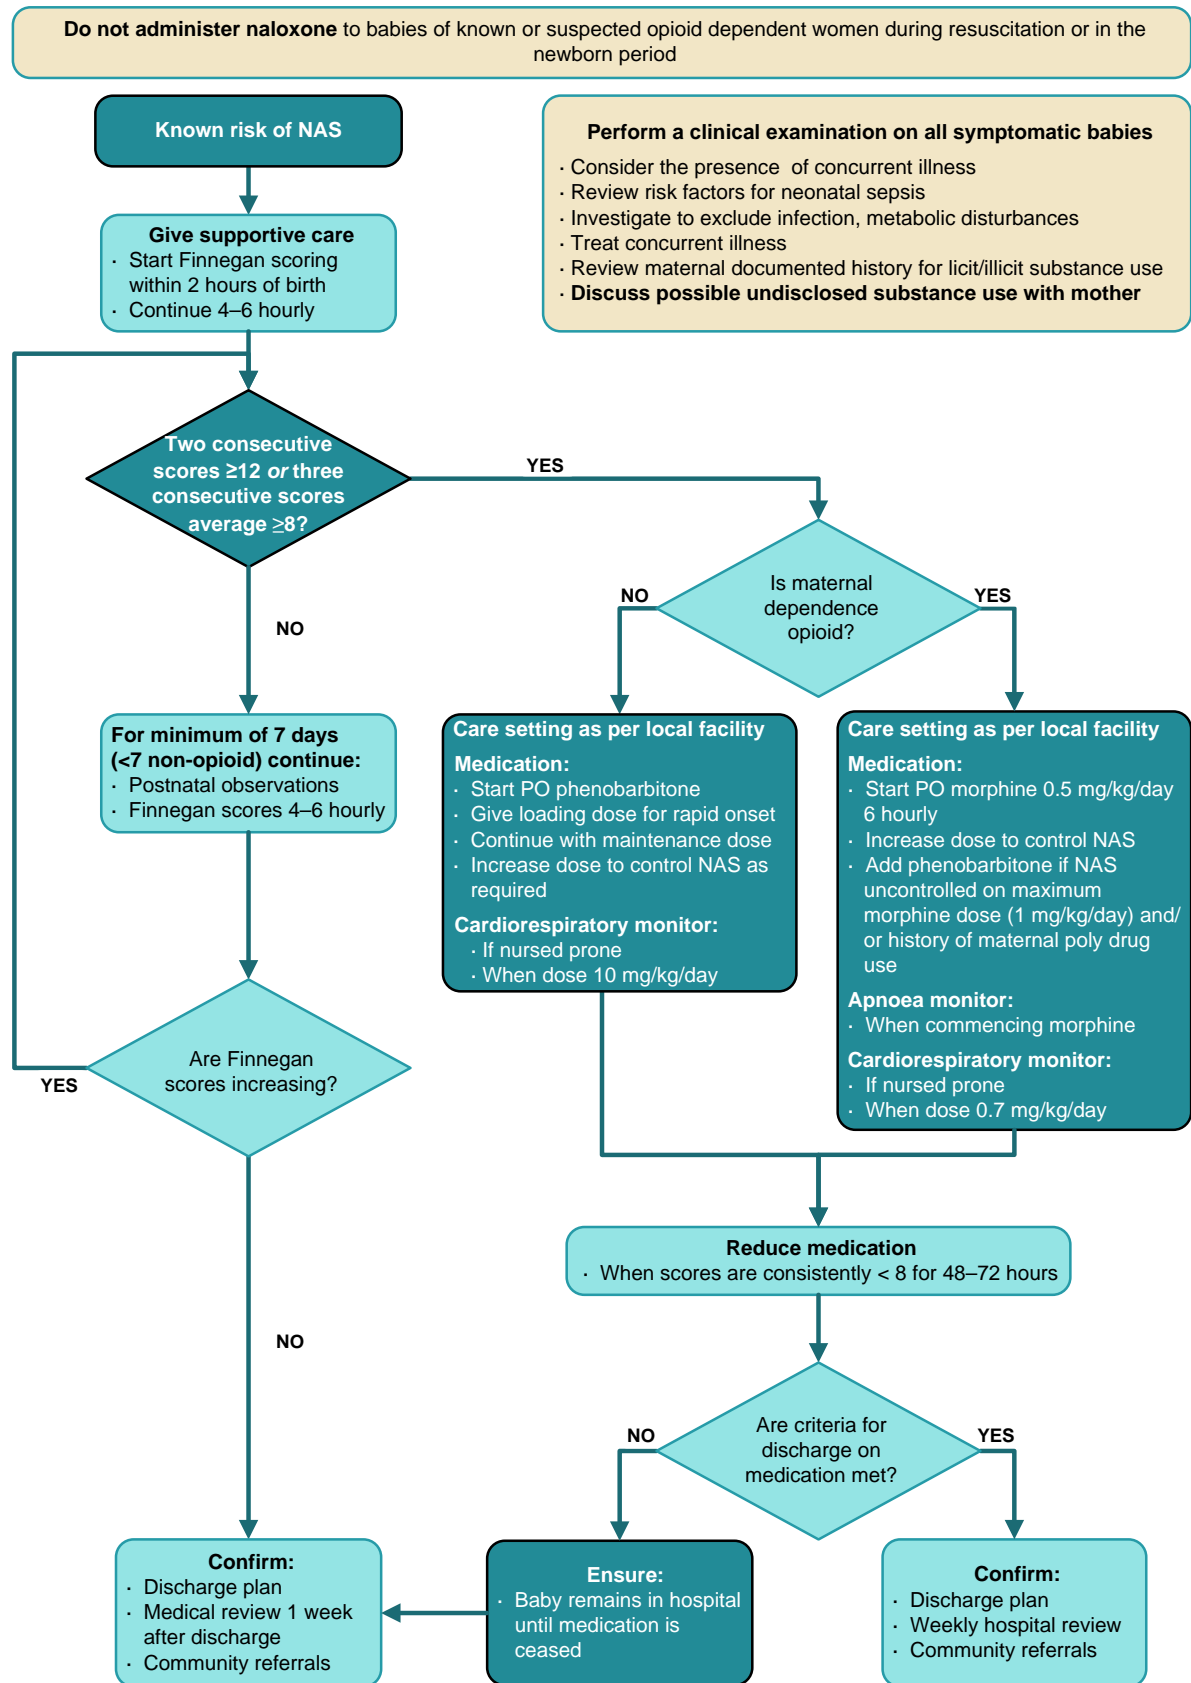 Do not administer naloxone to babies of known or suspected opioid dependent women during resuscitation or in the
newborn period
Known risk of NAS
Perform a clinical examination on all symptomatic babies
· Consider the presence of concurrent illness
· Review risk factors for neonatal sepsis
· Investigate to exclude infection, metabolic disturbances
· Treat concurrent illness
· Review maternal documented history for licit/illicit substance use
· Discuss possible undisclosed substance use with mother
Give supportive care
· Start Finnegan scoring
within 2 hours of birth
· Continue 4–6 hourly
Two consecutive
scores ≥12 or three
consecutive scores
average ≥8?
YES
NO
Is maternal
dependence
opioid?
NO
YES
For minimum of 7 days
(<7 non-opioid) continue:
· Postnatal observations
· Finnegan scores 4–6 hourly
Care setting as per local facility
Medication:
· Start PO phenobarbitone
· Give loading dose for rapid onset
· Continue with maintenance dose
· Increase dose to control NAS as
required
Cardiorespiratory monitor:
· If nursed prone
· When dose 10 mg/kg/day
Care setting as per local facility
Medication:
· Start PO morphine 0.5 mg/kg/day
6 hourly
· Increase dose to control NAS
· Add phenobarbitone if NAS
uncontrolled on maximum
morphine dose (1 mg/kg/day) and/
or history of maternal poly drug
use
Apnoea monitor:
· When commencing morphine
Cardiorespiratory monitor:
· If nursed prone
· When dose 0.7 mg/kg/day
Are Finnegan
scores increasing?
YES
NO
Reduce medication
· When scores are consistently < 8 for 48–72 hours
Are criteria for
discharge on
medication met?
NO
YES
Confirm:
· Discharge plan
· Medical review 1 week
after discharge
· Community referrals
Ensure:
· Baby remains in hospital
until medication is
ceased
Confirm:
· Discharge plan
· Weekly hospital review
· Community referrals